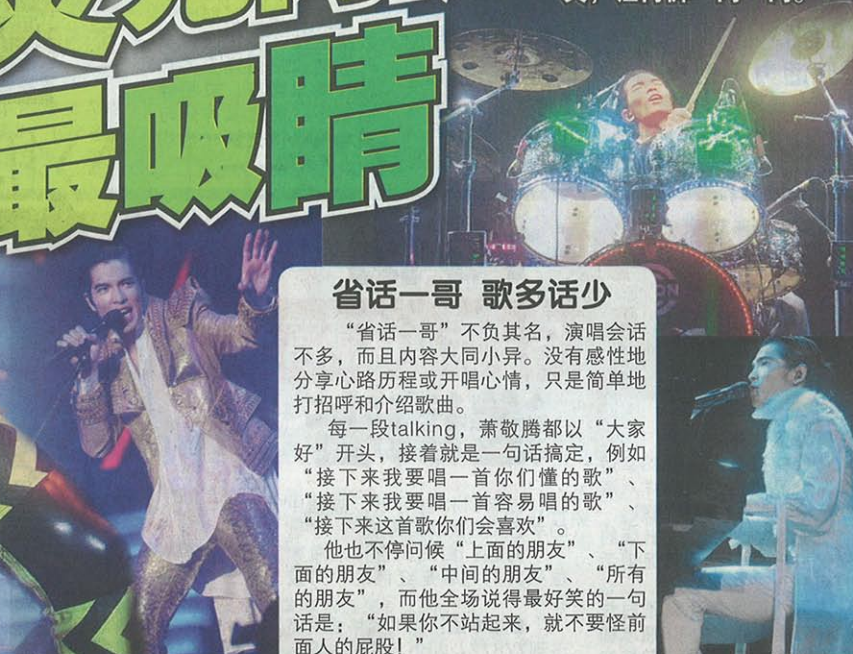 最吸睛
省话一哥 歌多话少
“省话一哥”不负其名，演唱会话
不多，而且内容大同小异。没有感性地
分享心路历程或开唱心情，只是简单地
打招呼和介绍歌曲。
每一段talking，萧敬腾都以“大家
好”开头，接着就是一句话搞定，例如
“接下来我要唱一首你们懂的歌”、
“接下来我要唱一首容易唱的歌”、
“接下来这首歌你们会喜欢”。
他也不停问候“上面的朋友”、“下
面的朋友”、“中间的朋友”、“所有
的朋友”，而他全场说得最好笑的一句
话是：“如果你不站起来，就不要怪前
面人的屁股！”